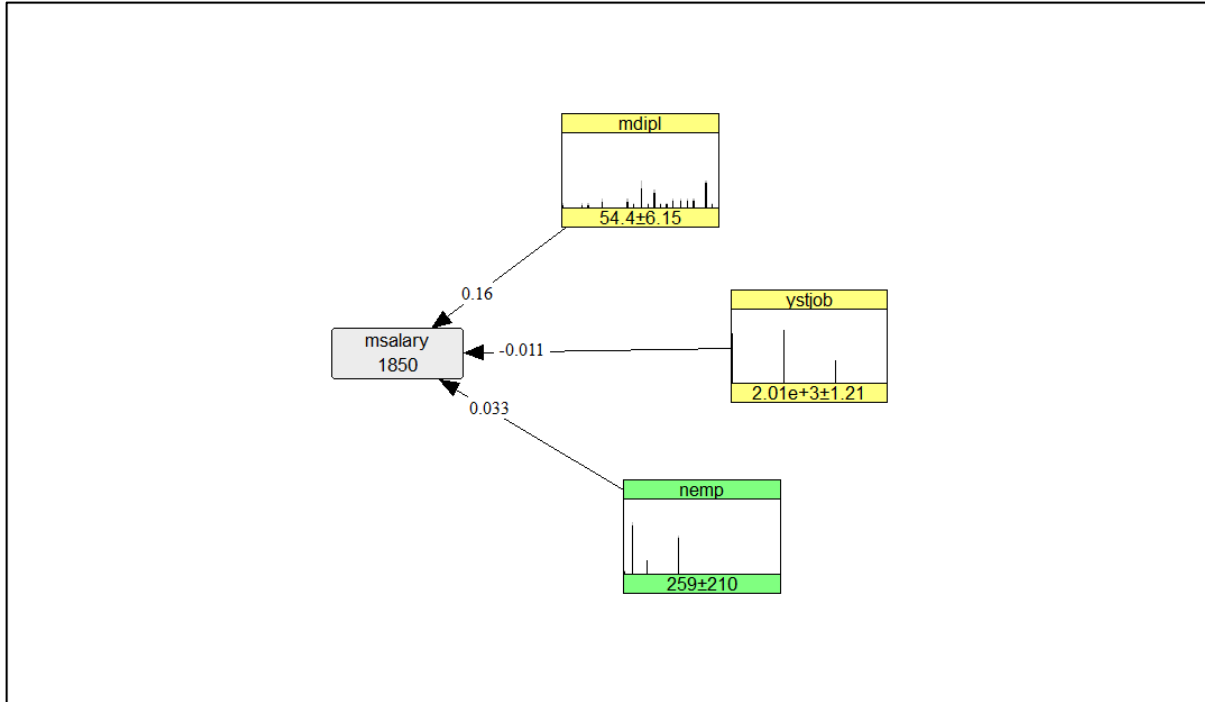 mdipl
54.4±6.15
0.16
ystjob
msalary
1850
-0.011
2.01e+3±1.21
0.033
nemp
259±210